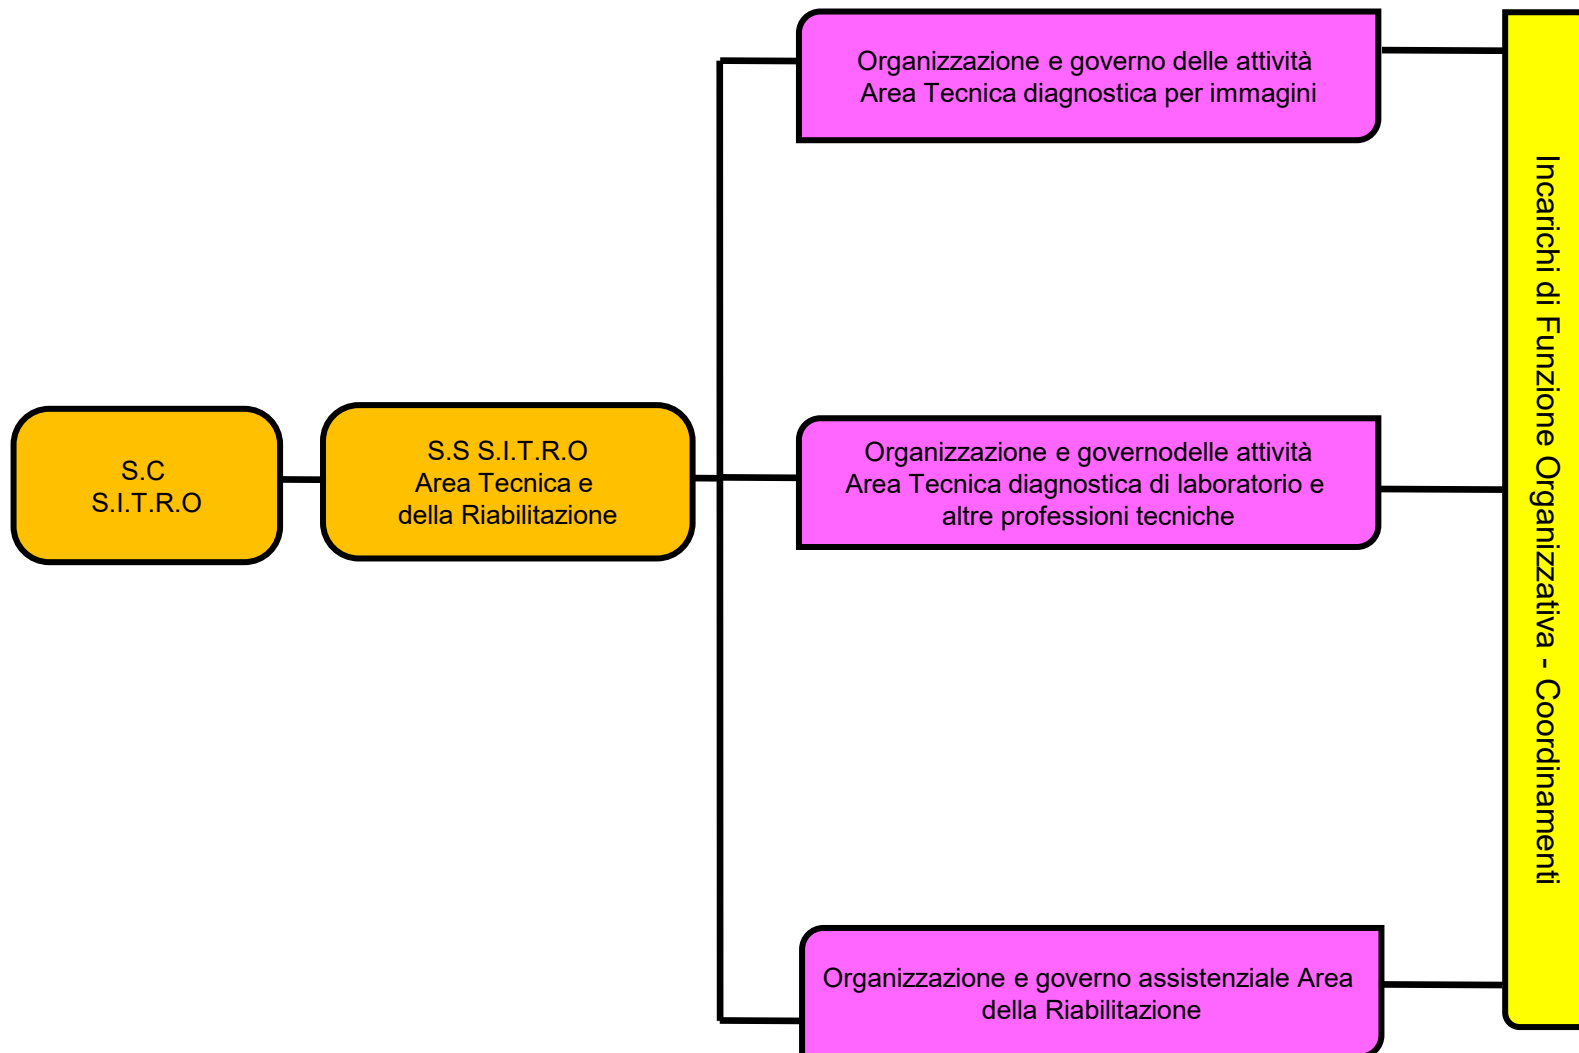 S.C
S.I.T.R.O
S.S S.I.T.R.O
Area Tecnica e
della Riabilitazione
Organizzazione e governo delle attività
Area Tecnica diagnostica per immagini
Organizzazione e governodelle attività
Area Tecnica diagnostica di laboratorio e
altre professioni tecniche
Organizzazione e governo assistenziale Area
della Riabilitazione
Incarichi di Funzione Organizzativa - Coordinamenti